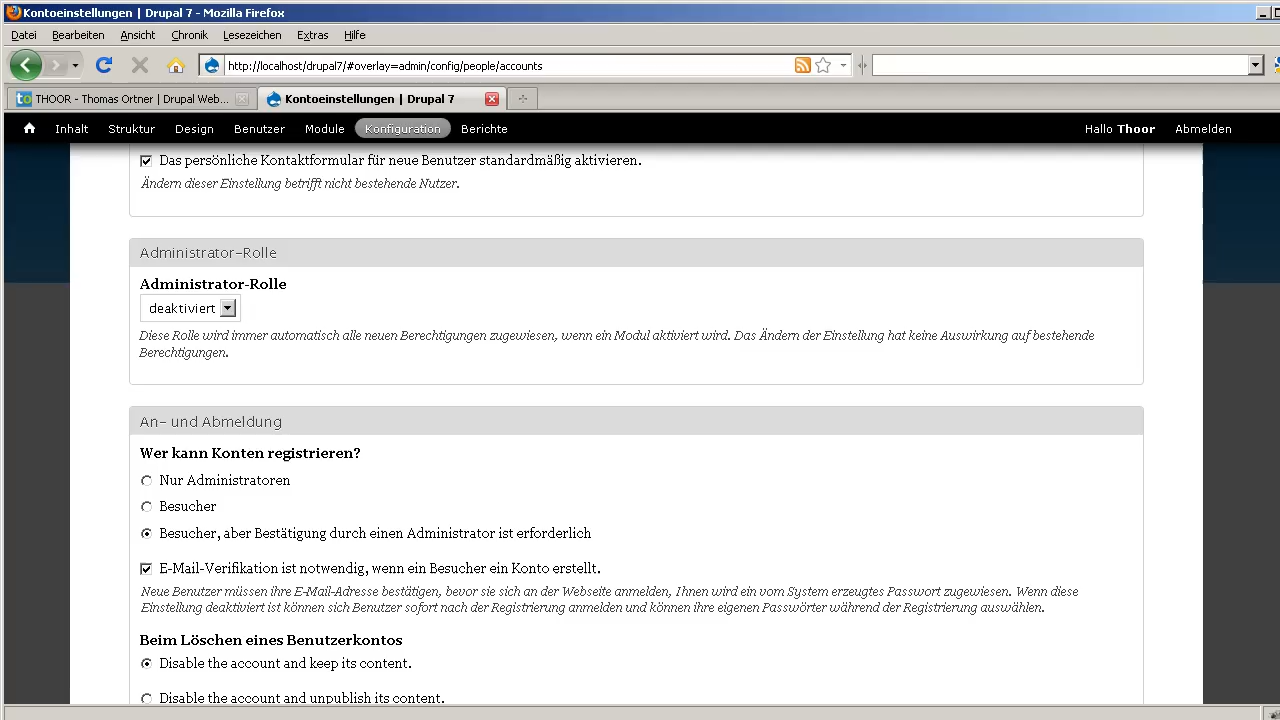 Kontoeinstellungen | Drupal 7 - Mozilla Firefox
Datei Bearbeiten Ansicht Chronik Lesezeichen Extras Hilfe
http://localhost/drupal7/#overlay=admin/config/people/accounts
to THOOR - Thomas Ortner | Drupal Web... Kontoeinstellungen | Drupal 7
Inhalt Struktur Design Benutzer Module Konfiguration Berichte Hallo Thoor Abmelden
Das persönliche Kontaktformular für neue Benutzer standardmäßig aktivieren.
Ändern dieser Einstellung betrifft nicht bestehende Nutzer.
Administrator-Rolle
Administrator-Rolle
deaktiviert
Diese Rolle wird immer automatisch alle neuen Berechtigungen zugewiesen, wenn ein Modul aktiviert wird. Das Ändern der Einstellung hat keine Auswirkung auf bestehende
Berechtigungen.
An- und Abmeldung
Wer kann Konten registrieren?
Nur Administratoren
Besucher
Besucher, aber Bestätigung durch einen Administrator ist erforderlich
E-Mail-Verifikation ist notwendig, wenn ein Besucher ein Konto erstellt.
Neue Benutzer müssen ihre E-Mail-Adresse bestätigen, bevor sie sich an der Webseite anmelden, Ihnen wird ein vom System erzeugtes Passwort zugewiesen. Wenn diese
Einstellung deaktiviert ist können sich Benutzer sofort nach der Registrierung anmelden und können ihre eigenen Passwörter während der Registrierung auswählen.
Beim Löschen eines Benutzerkontos
Disable the account and keep its content.
Disable the account and unpublish its content.